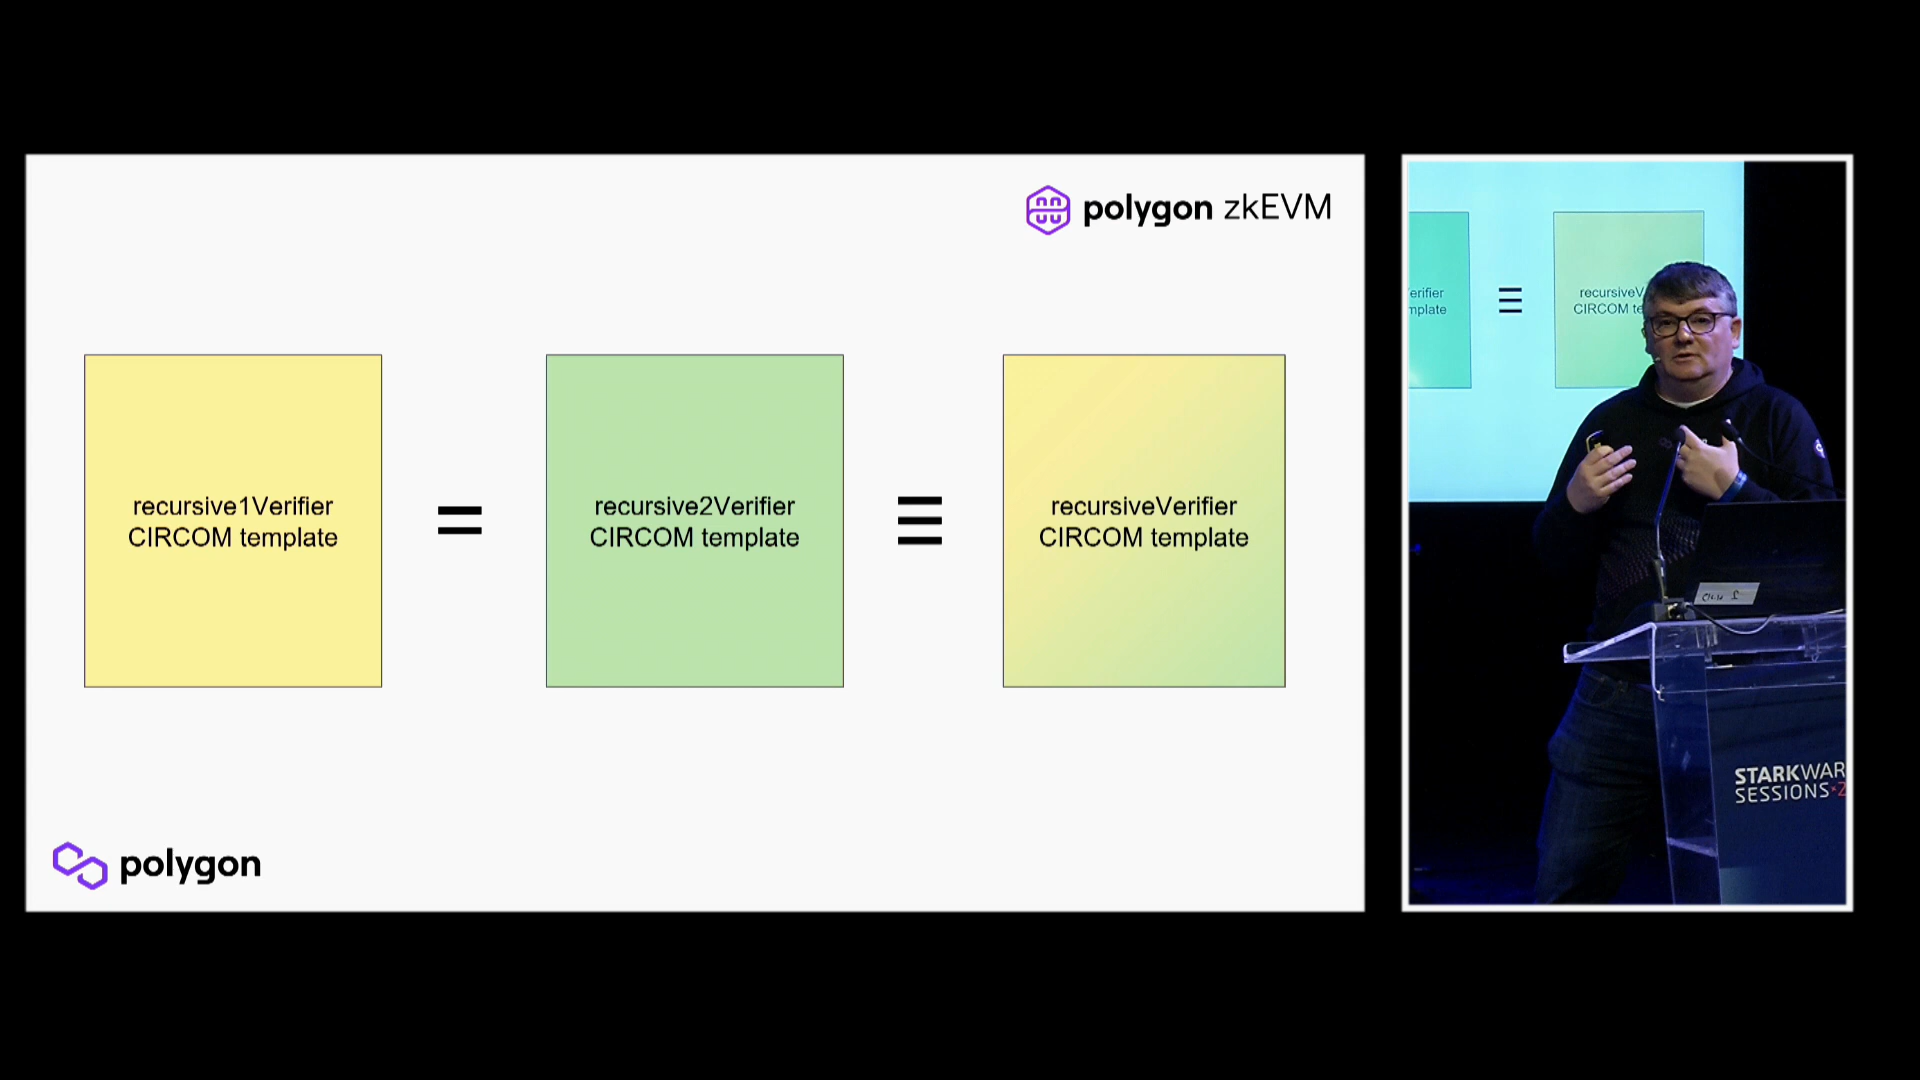 polygon zkEVM
recursive1Verifier
CIRCOM template
=
recursive2Verifier
CIRCOM template
≡
recursiveVerifier
CIRCOM template
polygon
erifier
mplate
≡
recursiveV
CIRCOM te
STARKWAR
SESSIONS